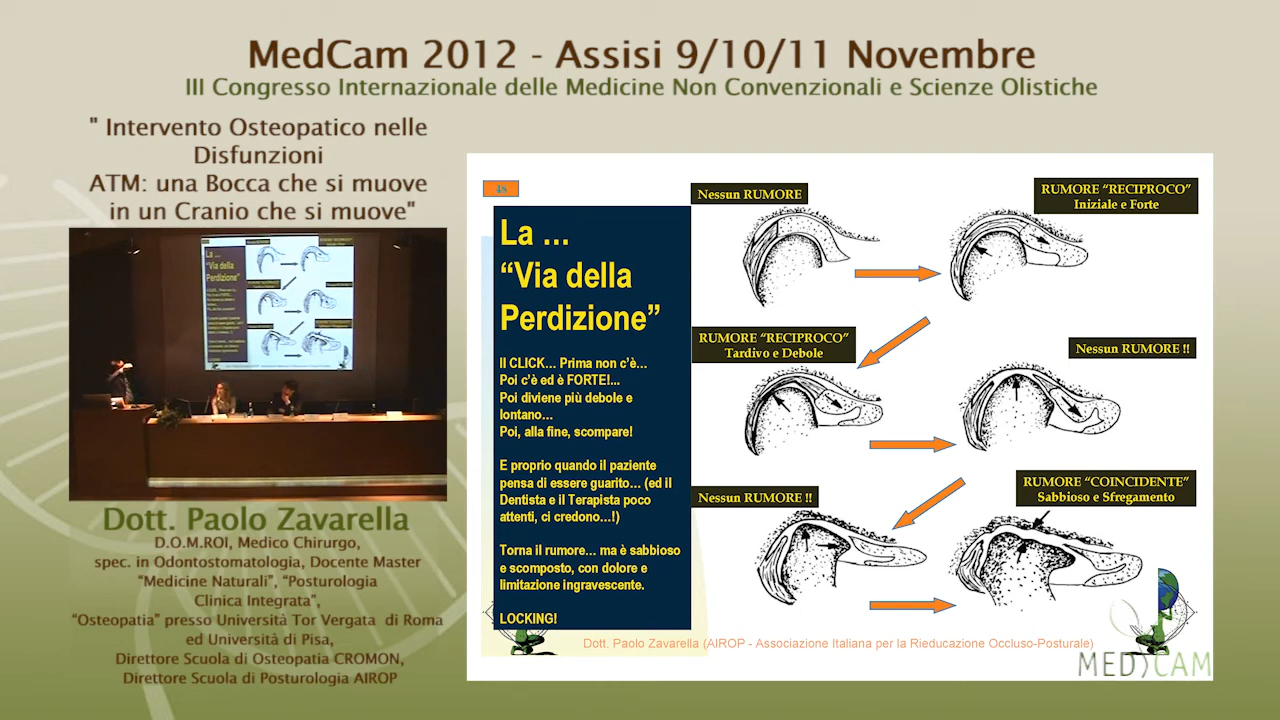 MedCam 2012 - Assisi 9/10/11 Novembre
III Congresso Internazionale delle Medicine Non Convenzionali e Scienze Olistiche
" Intervento Osteopatico nelle
Disfunzioni
ATM: una Bocca che si muove
in un Cranio che si muove"
Dott. Paolo Zavarella
D.O.M.ROI, Medico Chirurgo,
spec. in Odontostomatologia, Docente Master
“Medicine Naturali”, “Posturologia
Clinica Integrata”,
“Osteopatia” presso Università Tor Vergata di Roma
ed Università di Pisa,
Direttore Scuola di Osteopatia CROMON,
Direttore Scuola di Posturologia AIROP
48
La ...
“Via della
Perdizione”
Il CLICK… Prima non c’è…
Poi c’è ed è FORTE!...
Poi diviene più debole e
lontano…
Poi, alla fine, scompare!
E proprio quando il paziente
pensa di essere guarito… (ed il
Dentista e il Terapista poco
attenti, ci credono…!)
Torna il rumore… ma è sabbioso
e scomposto, con dolore e
limitazione ingravescente.
LOCKING!
Nessun RUMORE
RUMORE “RECIPROCO”
Iniziale e Forte
RUMORE “RECIPROCO”
Tardivo e Debole
Nessun RUMORE !!
Nessun RUMORE !!
RUMORE “COINCIDENTE”
Sabbioso e Sfregamento
Dott. Paolo Zavarella (AIROP - Associazione Italiana per la Rieducazione Occluso-Posturale)
MEDCAM